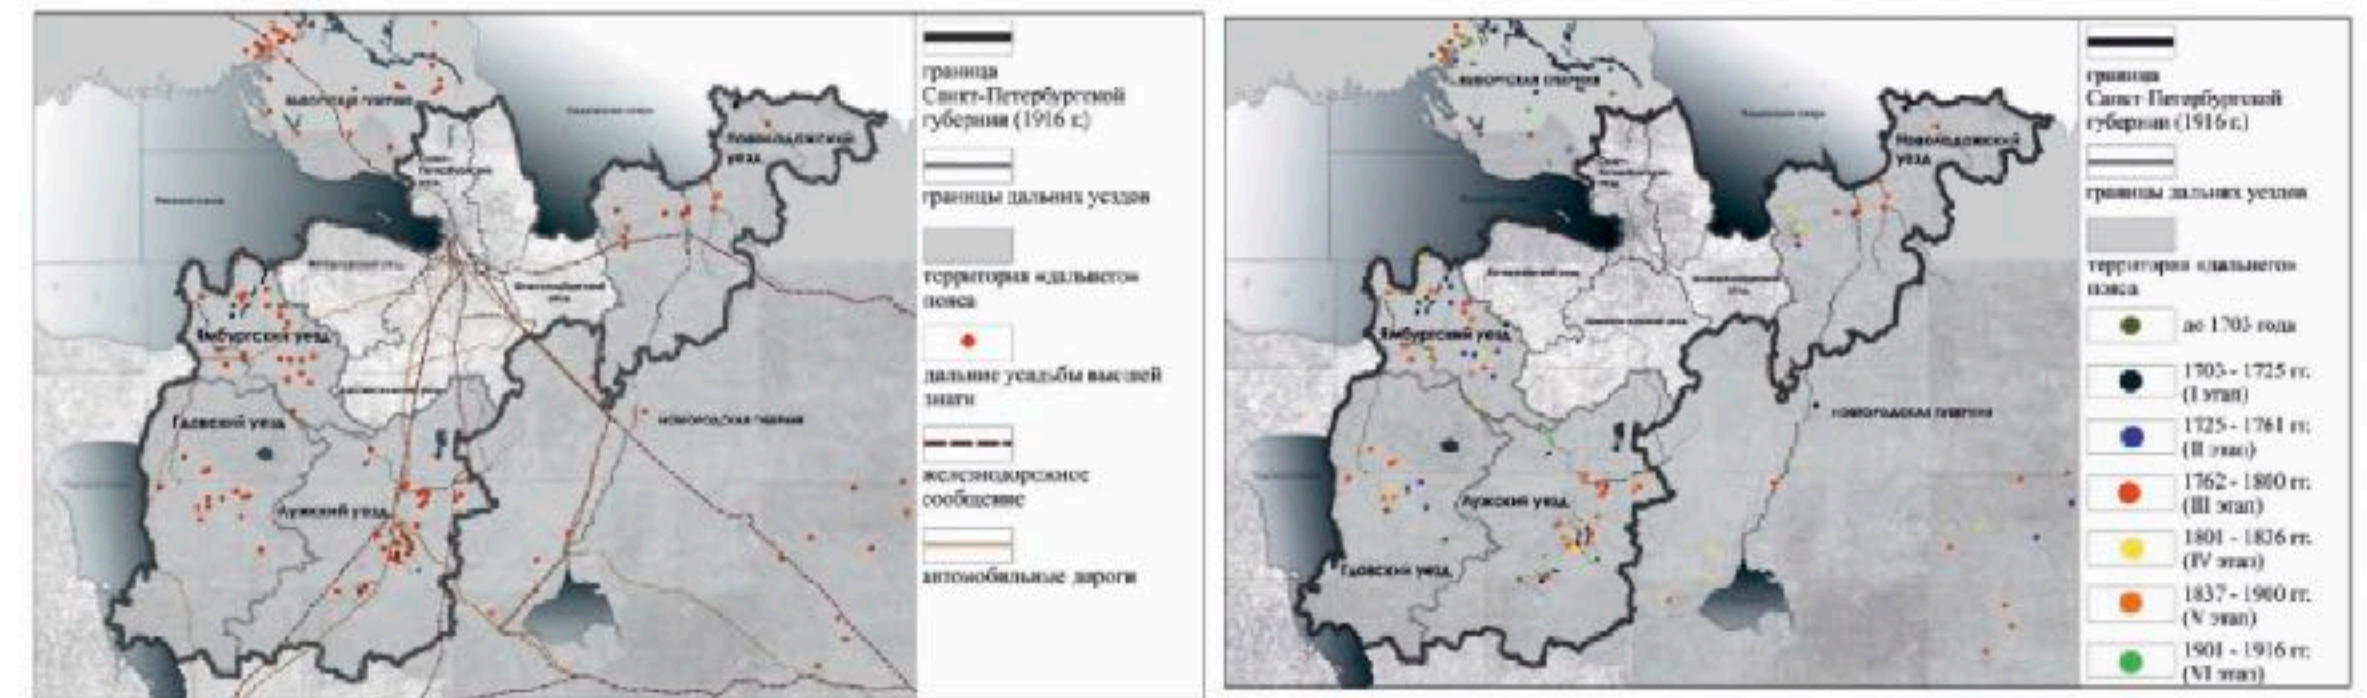 ВЫБОРГСКАЯ ГУБЕРНИЯ
Новоладожский
уезд
Ямбургский уезд
Гдовский уезд
НОВГОРОДСКАЯ ГУБЕРНИЯ
Лужский уезд
граница
Санкт-Петербургской
губернии (1916 г.)
границы дальних уездов
территория «дальнего»
пояса
дальние усадьбы высшей
знати
железнодорожное
сообщение
автомобильные дороги
ВЫБОРГСКАЯ ГУБЕРНИЯ
Новоладожский
уезд
Ямбургский уезд
НОВГОРОДСКАЯ ГУБЕРНИЯ
Лужский уезд
Гдовский уезд
граница
Санкт-Петербургской
губернии (1916 г.)
границы дальних уездов
территория «дальнего»
пояса
до 1703 года
1703 - 1725 гг.
(I этап)
1725 - 1761 гг.
(II этап)
1762 - 1800 гг.
(III этап)
1801 - 1836 гг.
(IV этап)
1837 - 1900 гг.
(V этап)
1901 - 1916 гг.
(VI этап)